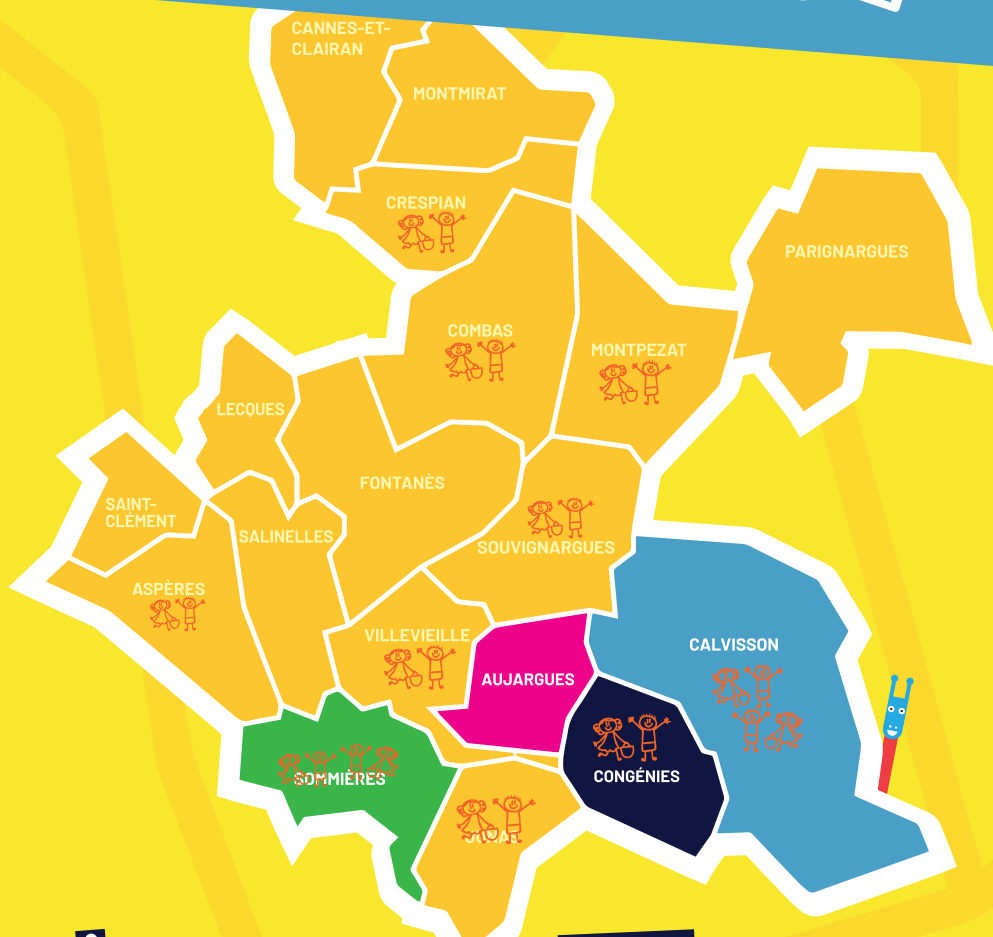 CANNES-ET-
CLAIRAN
MONTMIRAT
CRESPIAN
PARIGNARGUES
COMBAS
MONTPEZAT
LECQUES
FONTANÈS
SAINT-
CLÉMENT
SALINELLES
SOUVIGNARGUES
ASPÈRES
VILLEVIEILLE
CALVISSON
AUJARGUES
SOMMIÈRES
CONGÉNIES
JUNAS